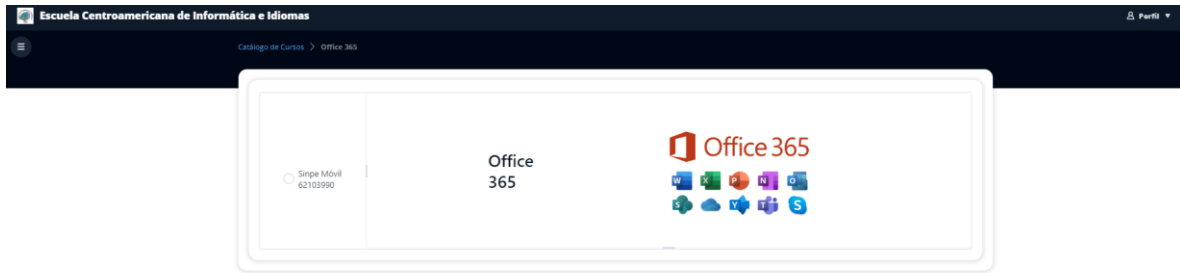 Escuela Centroamericana de Informática e Idiomas
Perfil
Catálogo de Cursos > Office 365
Sinpe Móvil
62103990
Office
365
Office 365
W X P N O
S Y T S